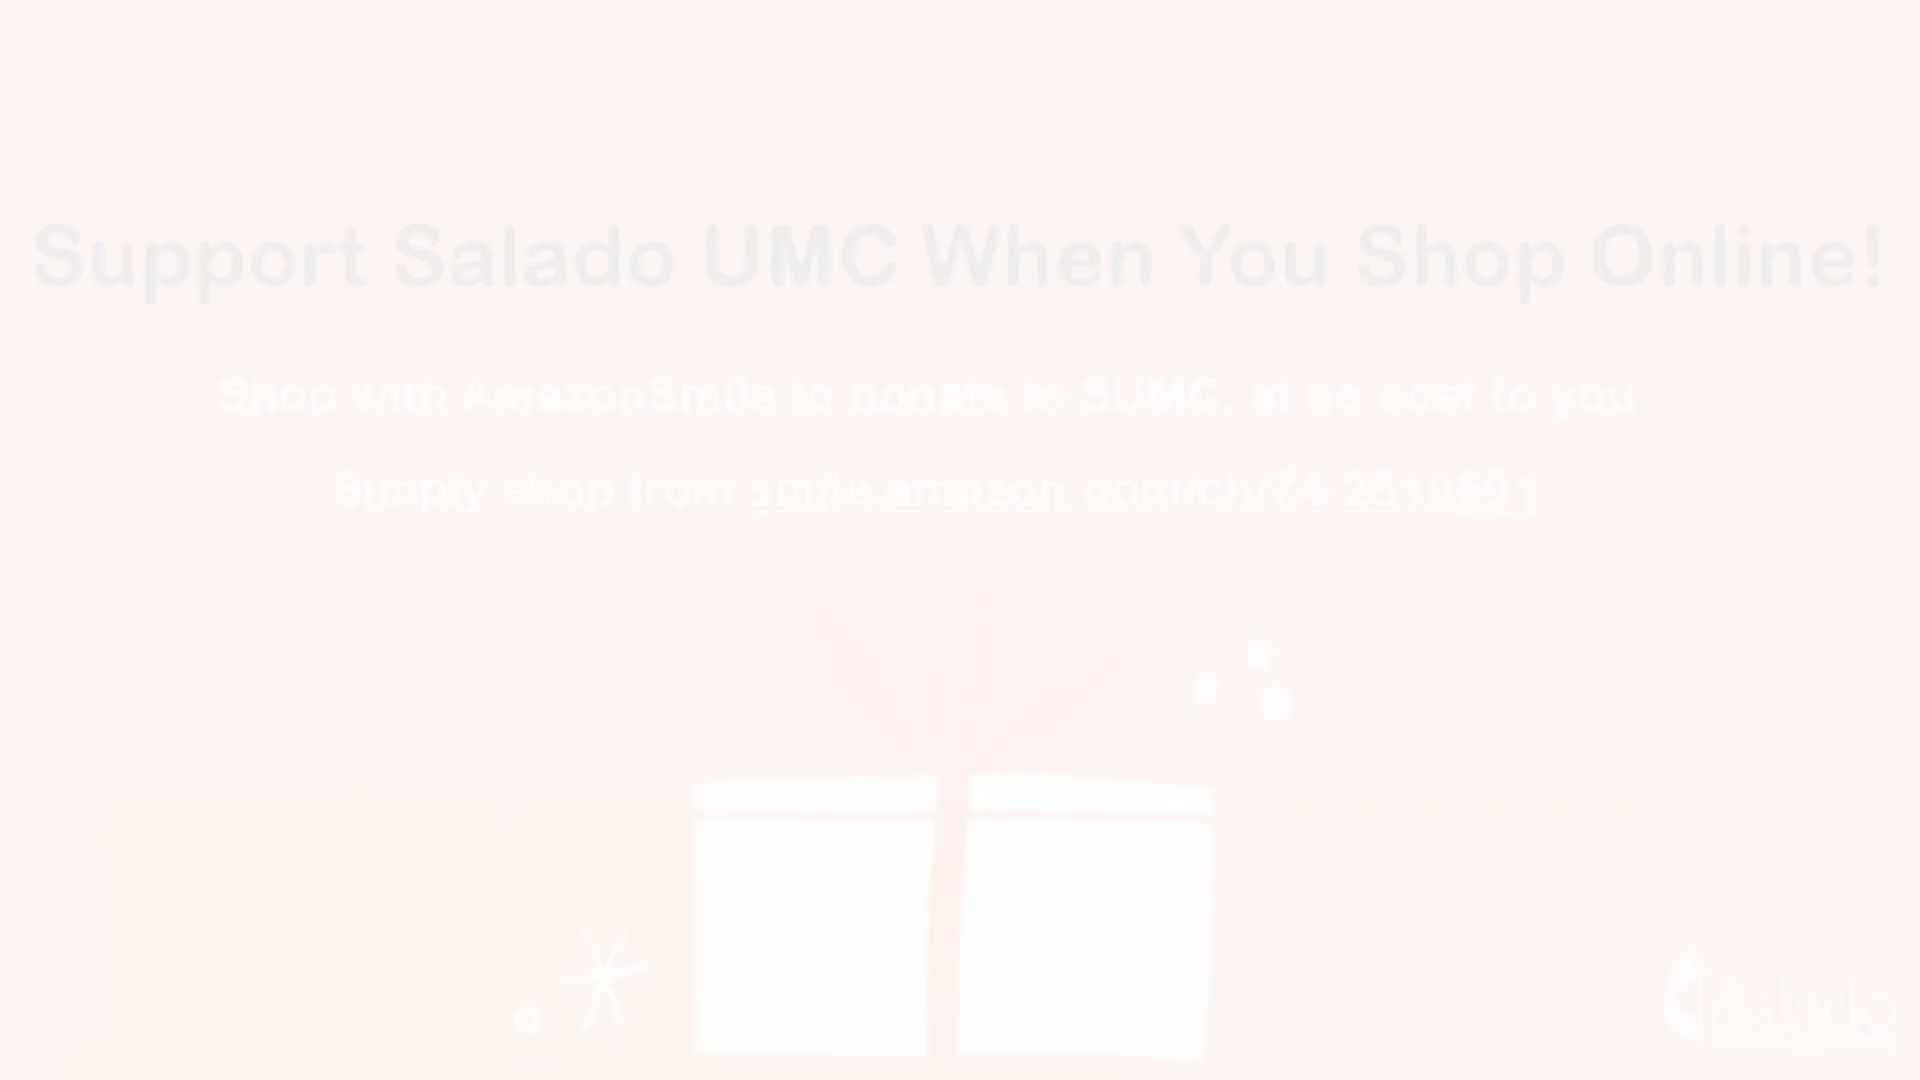 Support Salado UMC When You Shop Online!
Shop with AmazonSmile to donate to SUMC, at no cost to you.
Simply shop from smile.amazon.com/ch/74-2510691
Salado